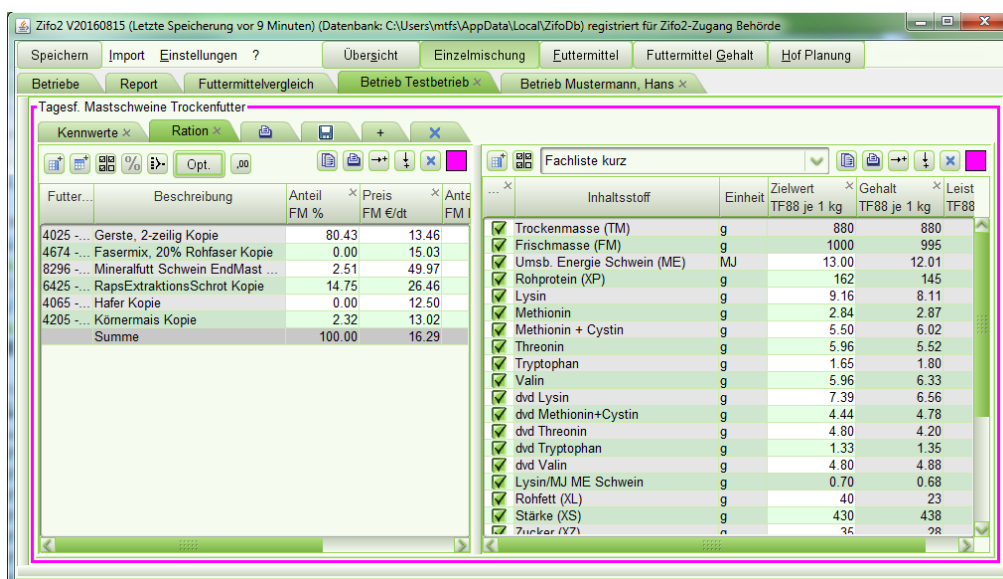 Zifo2 V20160815 (Letzte Speicherung vor 9 Minuten) (Datenbank: C:\Users\mtfs\AppData\Local\ZifoDb) registriert für Zifo2-Zugang Behörde
Speichern Import Einstellungen ? Übersicht Einzelmischung Futtermittel Futtermittel Gehalt Hof Planung
Betriebe Report Futtermittelvergleich Betrieb Testbetrieb × Betrieb Mustermann, Hans ×
Tagesf. Mastschweine Trockenfutter
Kennwerte × Ration × + ×
% Opt. ,00
Futter... Beschreibung Anteil FM % × Preis FM €/dt × Ante FM
4025 -... Gerste, 2-zeilig Kopie 80.43 13.46
4674 -... Fasermix, 20% Rohfaser Kopie 0.00 15.03
8296 -... Mineralfutt Schwein EndMast ... 2.51 49.97
6425 -... RapsExtraktionsSchrot Kopie 14.75 26.46
4065 -... Hafer Kopie 0.00 12.50
4205 -... Körnermais Kopie 2.32 13.02
Summe 100.00 16.29
Fachliste kurz
... × Inhaltsstoff Einheit Zielwert TF88 je 1 kg × Gehalt TF88 je 1 kg × Leist TF88
Trockenmasse (TM) g 880 880
Frischmasse (FM) g 1000 995
Umsb. Energie Schwein (ME) MJ 13.00 12.01
Rohprotein (XP) g 162 145
Lysin g 9.16 8.11
Methionin g 2.84 2.87
Methionin + Cystin g 5.50 6.02
Threonin g 5.96 5.52
Tryptophan g 1.65 1.80
Valin g 5.96 6.33
dvd Lysin g 7.39 6.56
dvd Methionin+Cystin g 4.44 4.78
dvd Threonin g 4.80 4.20
dvd Tryptophan g 1.33 1.35
dvd Valin g 4.80 4.88
Lysin/MJ ME Schwein g 0.70 0.68
Rohfett (XL) g 40 23
Stärke (XS) g 430 438
Zucker (XZ) g 35 28